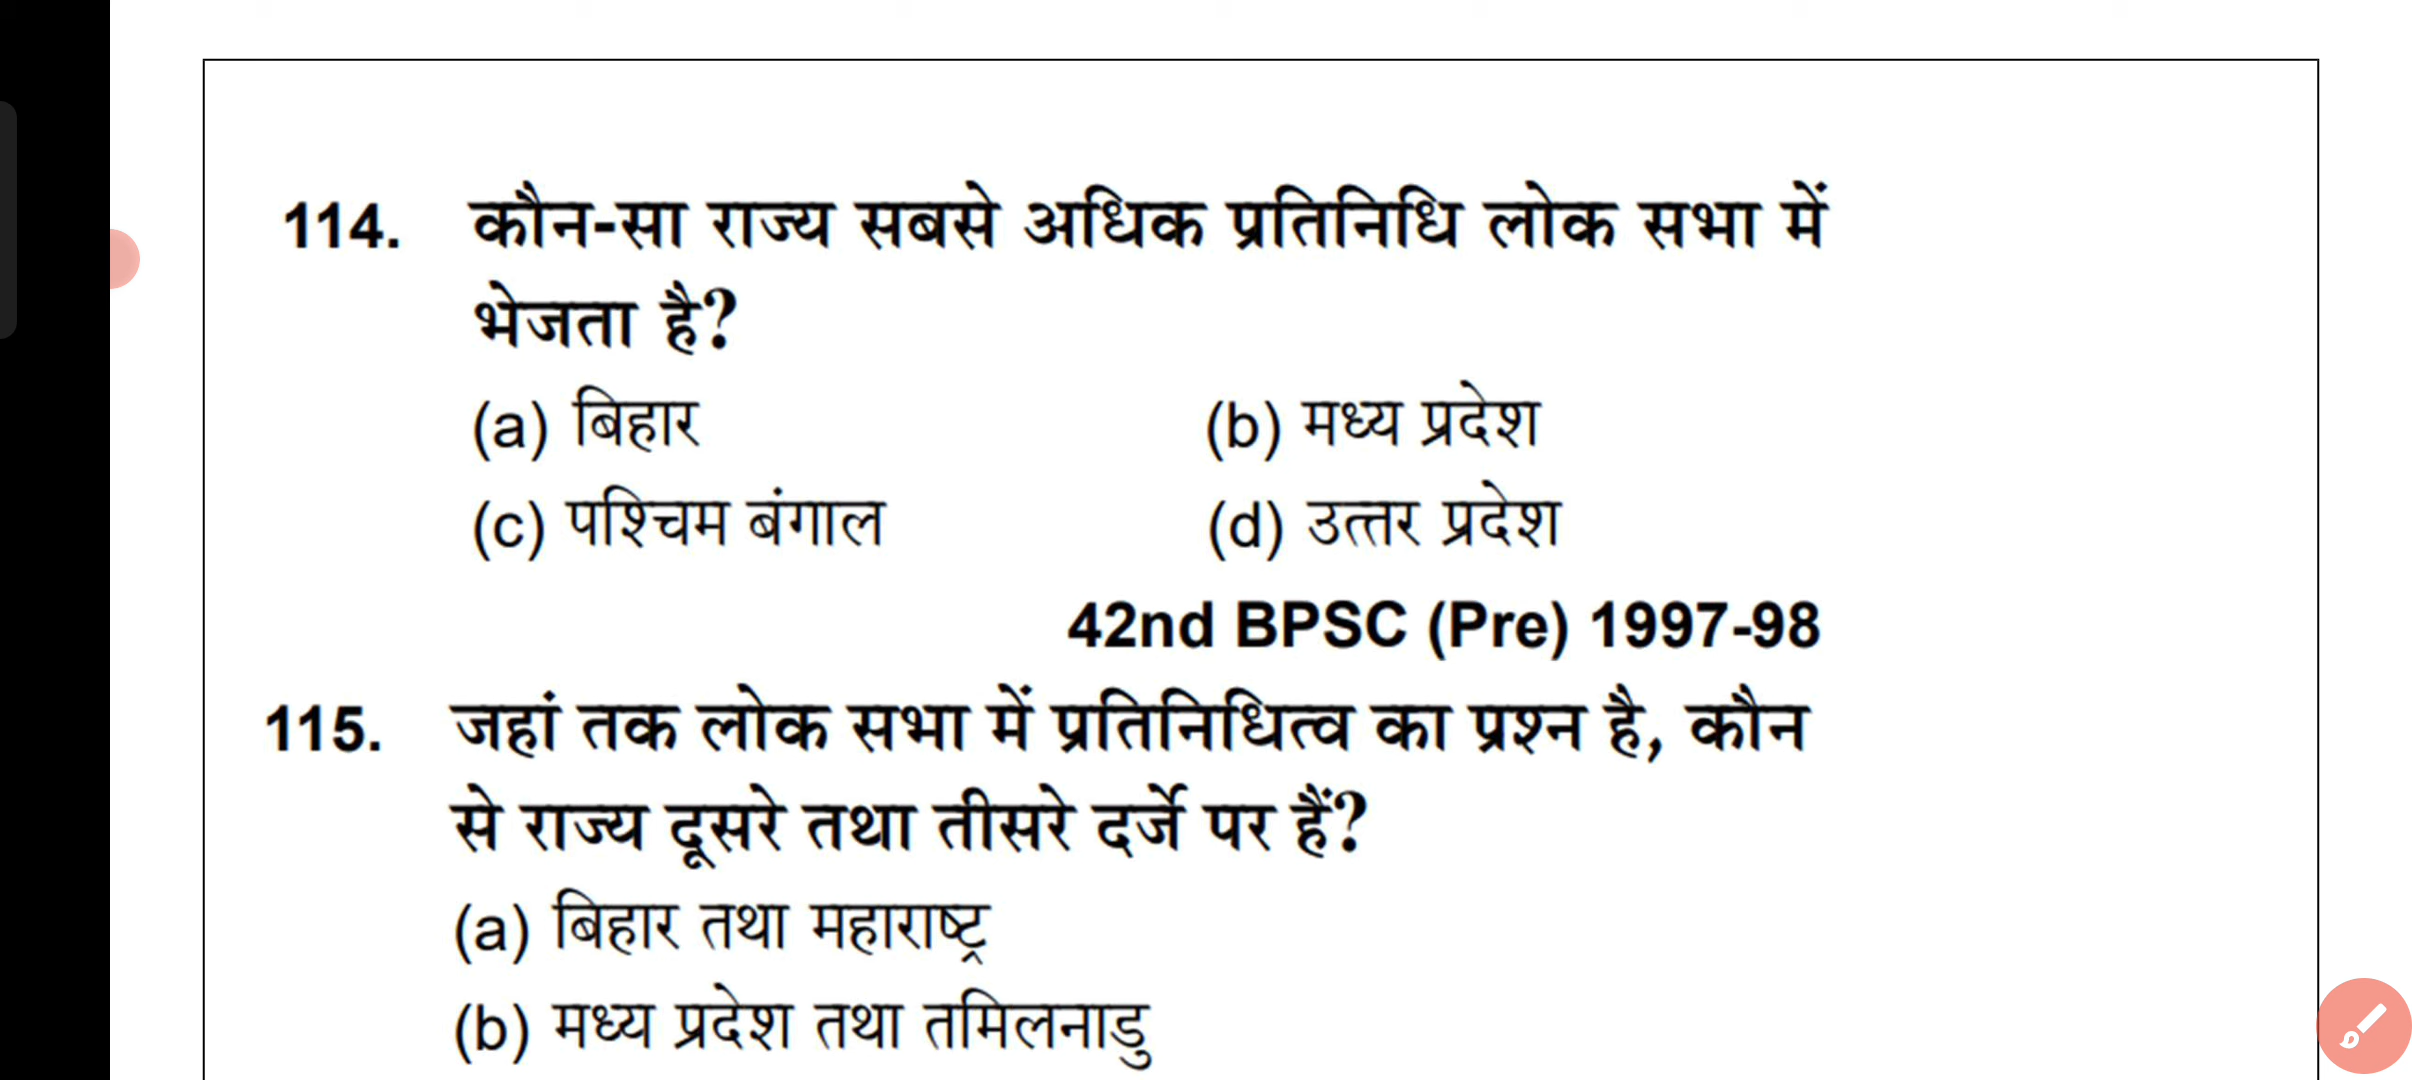 114. कौन-सा राज्य सबसे अधिक प्रतिनिधि लोक सभा में
भेजता है?
(a) बिहार (b) मध्य प्रदेश
(c) पश्चिम बंगाल (d) उत्तर प्रदेश
42nd BPSC (Pre) 1997-98
115. जहां तक लोक सभा में प्रतिनिधित्व का प्रश्न है, कौन
से राज्य दूसरे तथा तीसरे दर्जे पर हैं?
(a) बिहार तथा महाराष्ट्र
(b) मध्य प्रदेश तथा तमिलनाडु